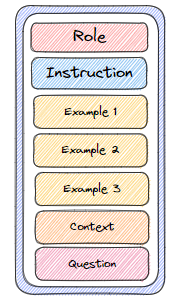 Role
Instruction
Example 1
Example 2
Example 3
Context
Question